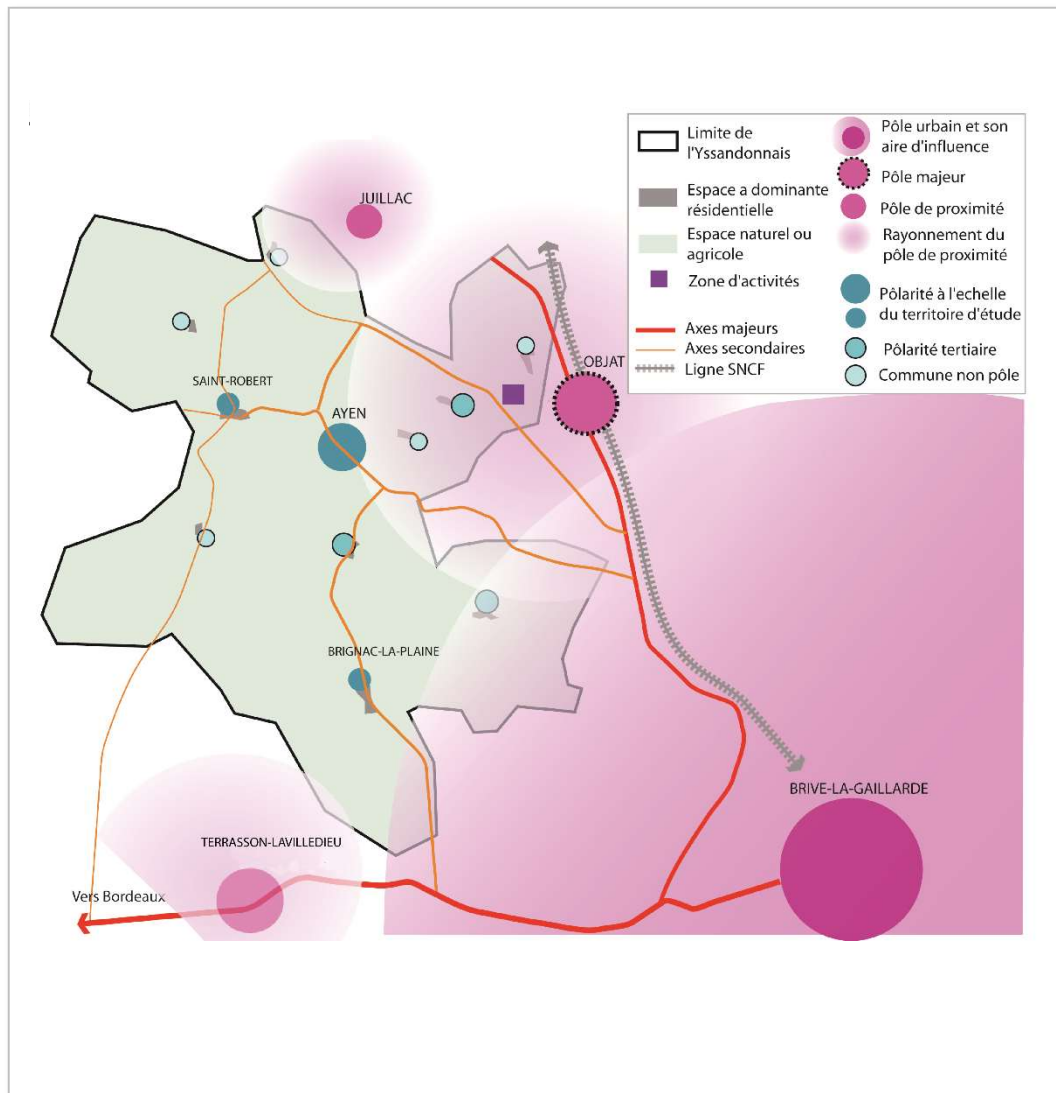 Limite de
l'Yssandonnais
Espace a dominante
résidentielle
Espace naturel ou
agricole
Zone d'activités
Axes majeurs
Axes secondaires
Ligne SNCF
Pôle urbain et son
aire d'influence
Pôle majeur
Pôle de proximité
Rayonnement du
pôle de proximité
Pôlarité à l'echelle
du territoire d'étude
Pôlarité tertiaire
Commune non pôle
JUILLAC
OBJAT
SAINT-ROBERT
AYEN
BRIGNAC-LA-PLAINE
BRIVE-LA-GAILLARDE
TERRASSON-LAVILLEDIEU
Vers Bordeaux